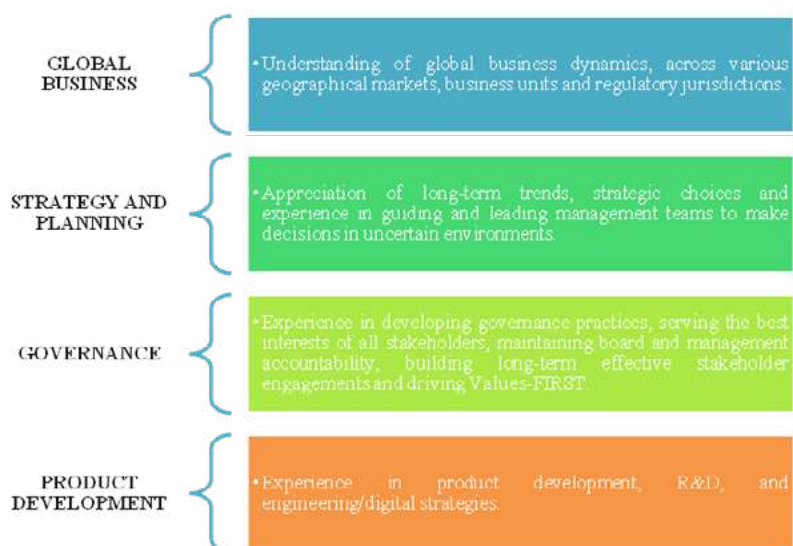 GLOBAL
BUSINESS
•Understanding of global business dynamics, across various
geographical markets, business units and regulatory jurisdictions.
STRATEGY AND
PLANNING
•Appreciation of long-term trends, strategic choices and
experience in guiding and leading management teams to make
decisions in uncertain environments.
GOVERNANCE
•Experience in developing governance practices, serving the best
interests of all stakeholders, maintaining board and management
accountability, building long-term effective stakeholder
engagements and driving Values-FIRST.
PRODUCT
DEVELOPMENT
•Experience in product development, R&D, and
engineering/digital strategies.